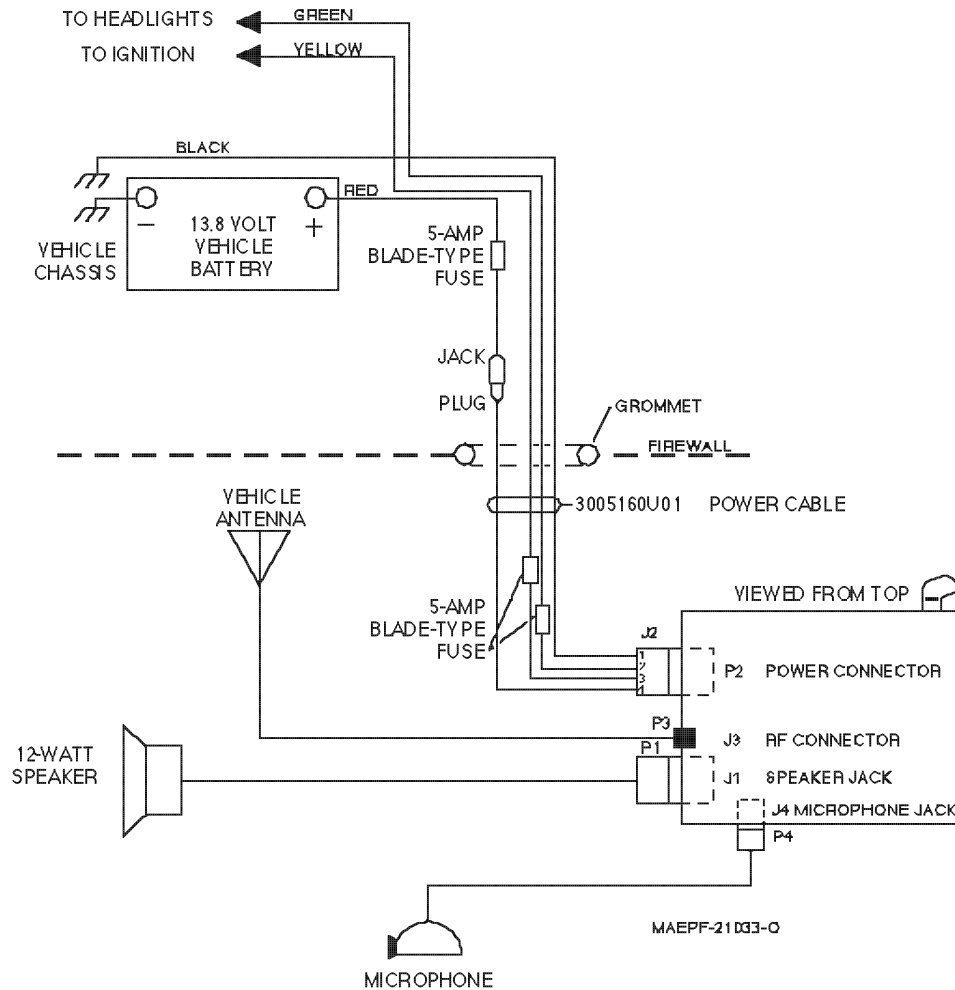 TO HEADLIGHTS
GREEN
TO IGNITION
YELLOW
BLACK
RED
−
+
13.8 VOLT
VEHICLE
BATTERY
VEHICLE
CHASSIS
5-AMP
BLADE-TYPE
FUSE
JACK
PLUG
GROMMET
FIREWALL
VEHICLE
ANTENNA
3005160U01 POWER CABLE
VIEWED FROM TOP
5-AMP
BLADE-TYPE
FUSE
J2
1
2
3
4
P2 POWER CONNECTOR
P3
J3 RF CONNECTOR
P1
12-WATT
SPEAKER
J1 SPEAKER JACK
J4 MICROPHONE JACK
P4
MAEPF-21033-O
MICROPHONE